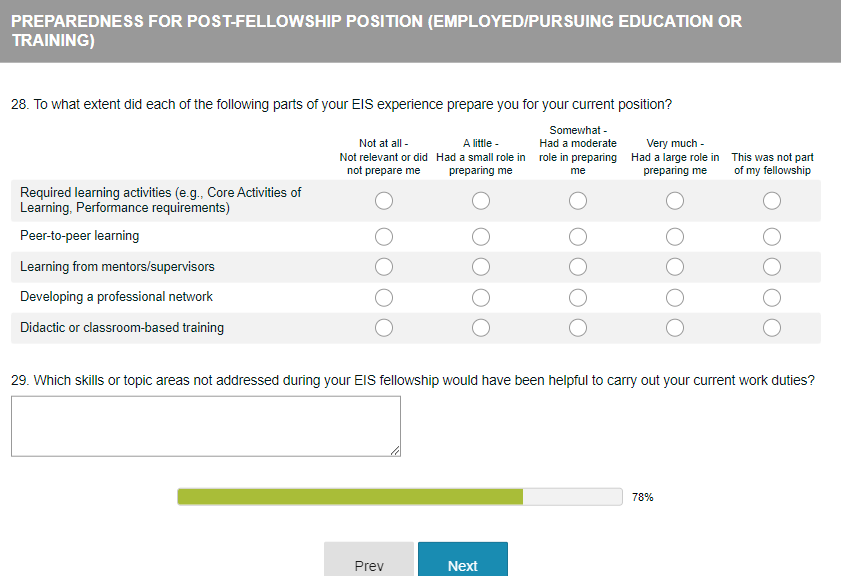 PREPAREDNESS FOR POST-FELLOWSHIP POSITION (EMPLOYED/PURSUING EDUCATION OR
TRAINING)
28. To what extent did each of the following parts of your EIS experience prepare you for your current position?
Not at all -
Not relevant or did
not prepare me
A little -
Had a small role in
preparing me
Somewhat -
Had a moderate
role in preparing
me
Very much -
Had a large role in
preparing me
This was not part
of my fellowship
Required learning activities (e.g., Core Activities of
Learning, Performance requirements)
Peer-to-peer learning
Learning from mentors/supervisors
Developing a professional network
Didactic or classroom-based training
29. Which skills or topic areas not addressed during your EIS fellowship would have been helpful to carry out your current work duties?
78%
Prev
Next